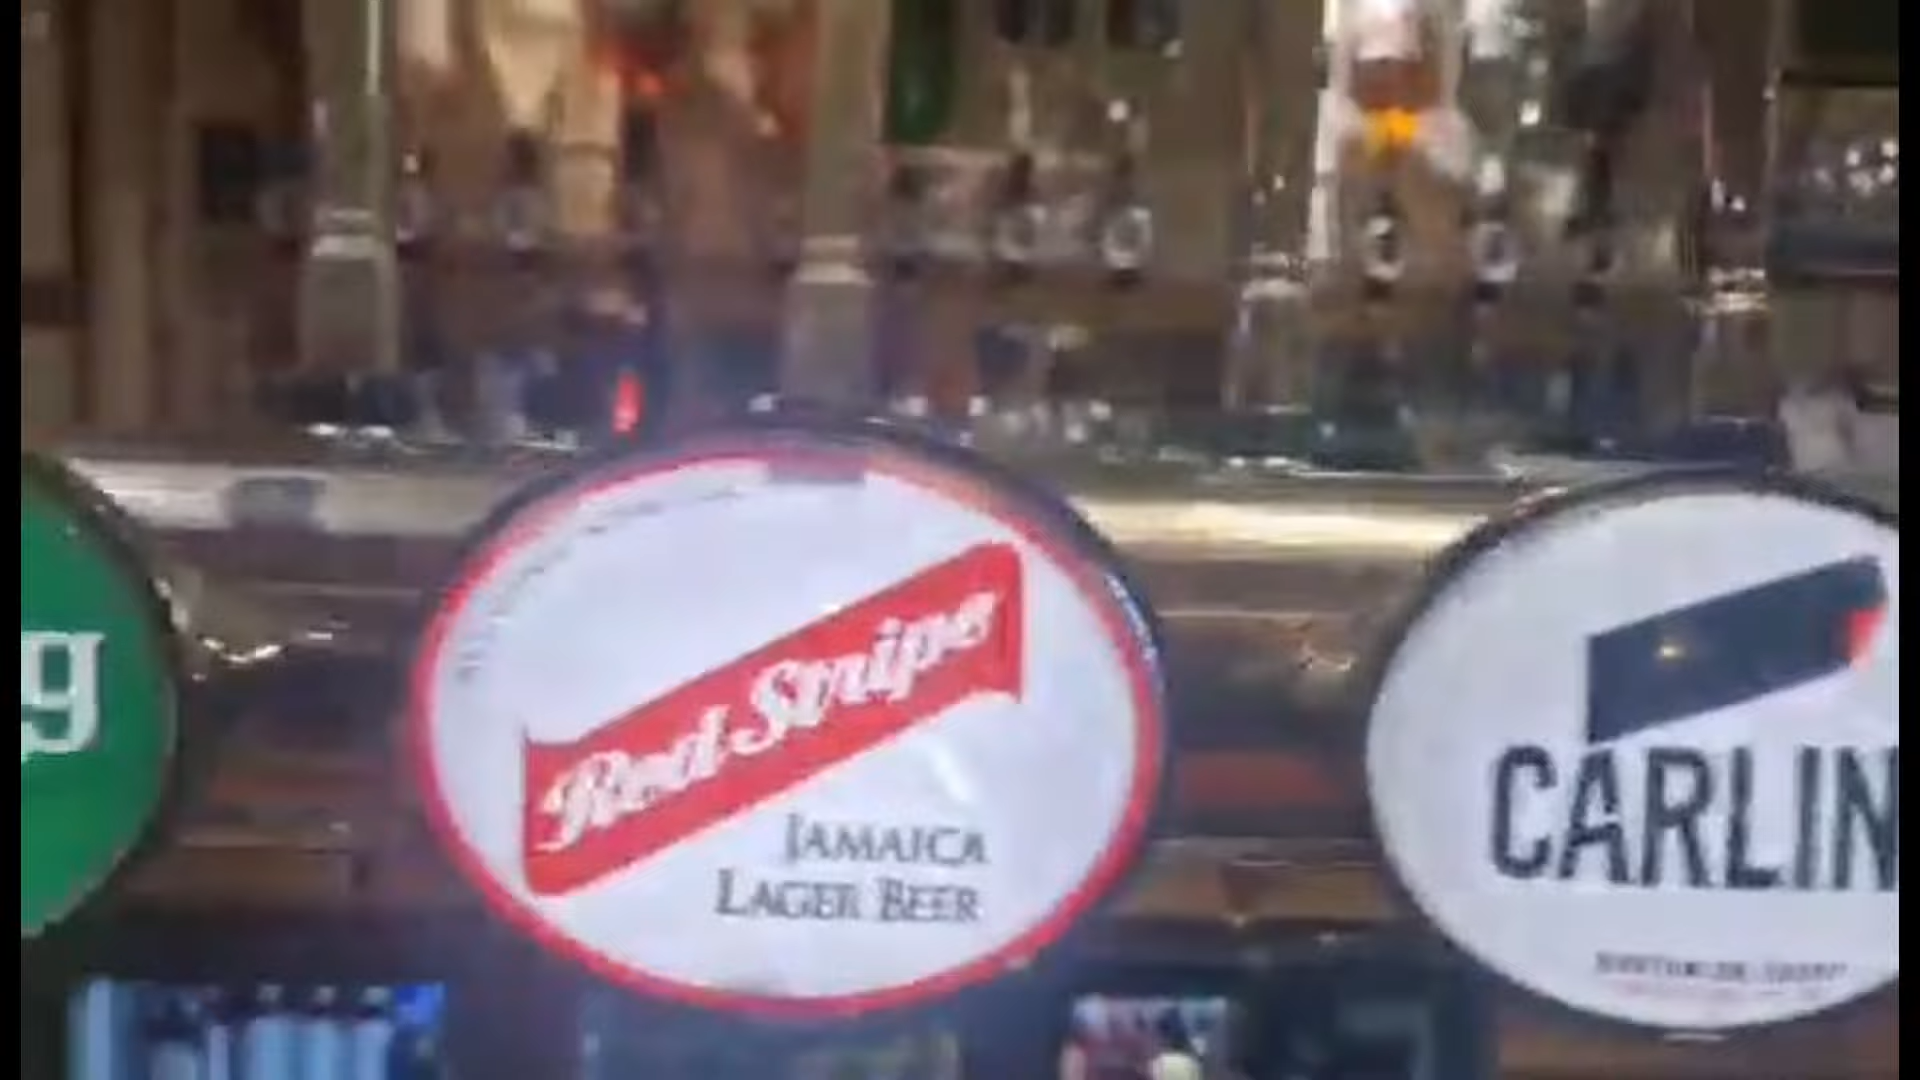 g
Red Stripe
JAMAICA
LAGER BEER
CARLIN